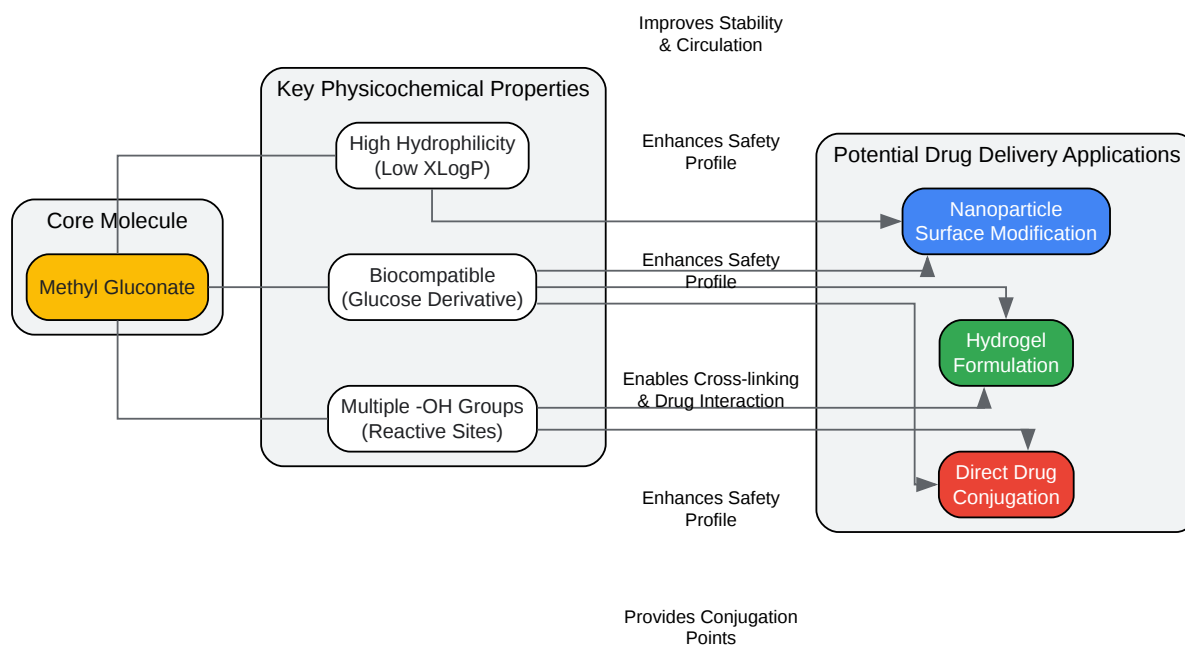 Improves Stability
& Circulation
Key Physicochemical Properties
High Hydrophilicity
(Low XLogP)
Enhances Safety
Profile
Potential Drug Delivery Applications
Core Molecule
Nanoparticle
Surface Modification
Methyl Gluconate
Biocompatible
(Glucose Derivative)
Enhances Safety
Profile
Hydrogel
Formulation
Multiple -OH Groups
(Reactive Sites)
Enables Cross-linking
& Drug Interaction
Direct Drug
Conjugation
Enhances Safety
Profile
Provides Conjugation
Points